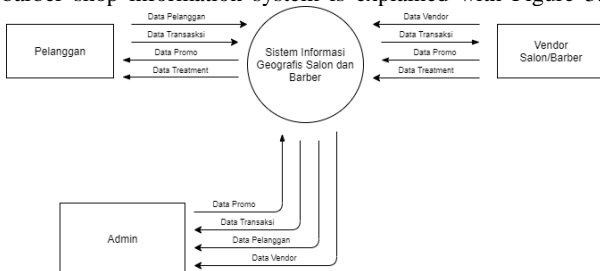 barber shop information system is explained with Figure 3.
Data Pelanggan
Data Transasksi
Data Promo
Data Treatment
Pelanggan
Sistem Informasi
Geografis Salon dan
Barber
Data Vendor
Data Transaksi
Data Promo
Data Treatment
Vendor
Salon/Barber
Data Promo
Data Transaksi
Data Pelanggan
Data Vendor
Admin